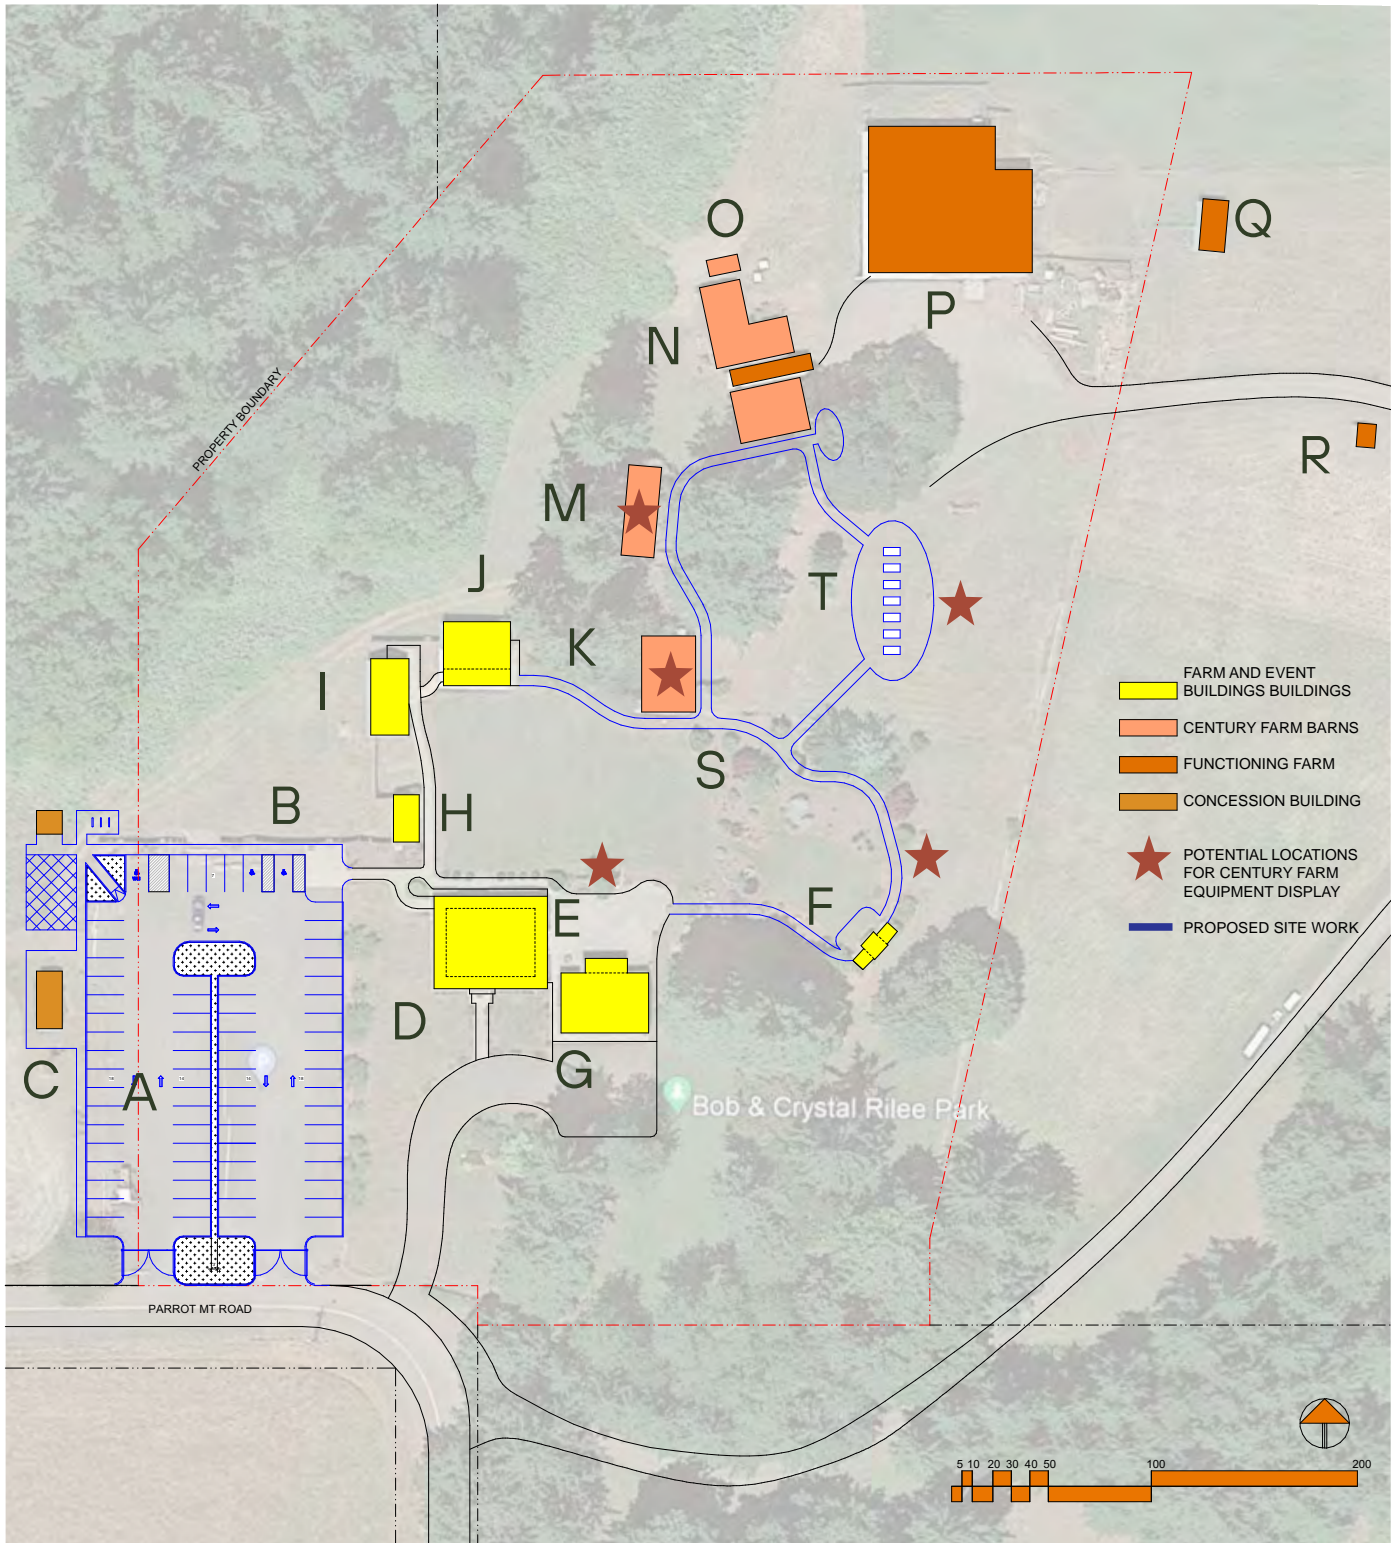 O
Q
P
N
PROPERTY BOUNDARY
R
M
J
T
K
I
FARM AND EVENT
BUILDINGS BUILDINGS
CENTURY FARM BARNS
S
FUNCTIONING FARM
B
H
CONCESSION BUILDING
POTENTIAL LOCATIONS
FOR CENTURY FARM
EQUIPMENT DISPLAY
F
E
PROPOSED SITE WORK
D
C
A
G
Bob & Crystal Rilee Park
PARROT MT ROAD
5 10 20 30 40 50 100 200